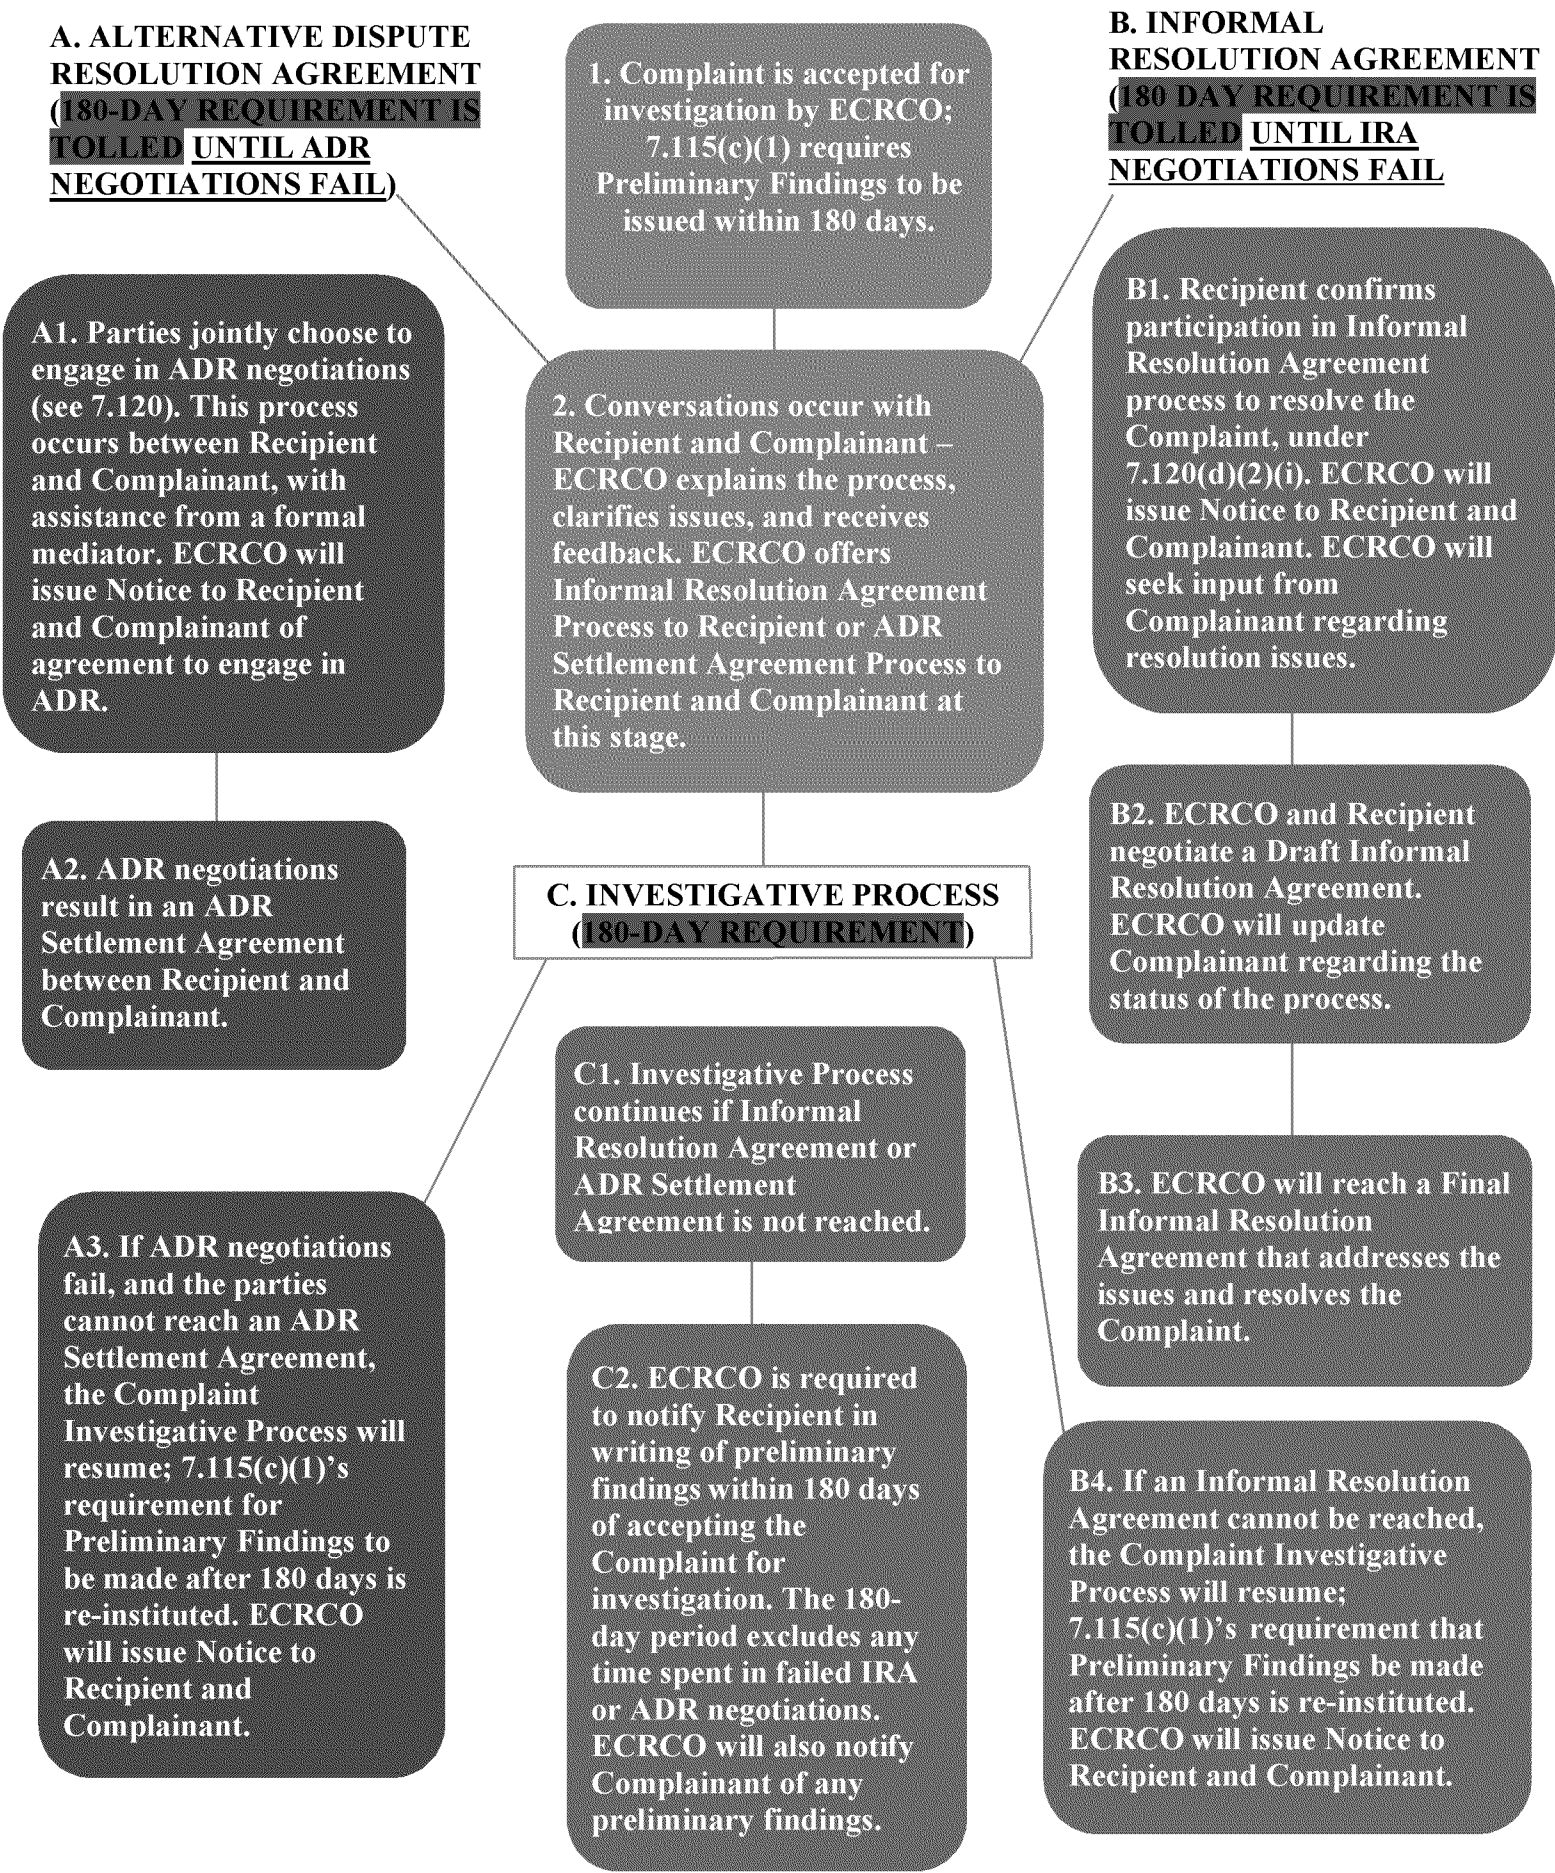 A. ALTERNATIVE DISPUTE
RESOLUTION AGREEMENT
(180-DAY REQUIREMENT IS
TOLLED UNTIL ADR
NEGOTIATIONS FAIL)
1. Complaint is accepted for
investigation by ECRCO;
7.115(c)(1) requires
Preliminary Findings to be
issued within 180 days.
B. INFORMAL
RESOLUTION AGREEMENT
(180 DAY REQUIREMENT IS
TOLLED UNTIL IRA
NEGOTIATIONS FAIL
A1. Parties jointly choose to
engage in ADR negotiations
(see 7.120). This process
occurs between Recipient
and Complainant, with
assistance from a formal
mediator. ECRCO will
issue Notice to Recipient
and Complainant of
agreement to engage in
ADR.
2. Conversations occur with
Recipient and Complainant –
ECRCO explains the process,
clarifies issues, and receives
feedback. ECRCO offers
Informal Resolution Agreement
Process to Recipient or ADR
Settlement Agreement Process to
Recipient and Complainant at
this stage.
B1. Recipient confirms
participation in Informal
Resolution Agreement
process to resolve the
Complaint, under
7.120(d)(2)(i). ECRCO will
issue Notice to Recipient and
Complainant. ECRCO will
seek input from
Complainant regarding
resolution issues.
A2. ADR negotiations
result in an ADR
Settlement Agreement
between Recipient and
Complainant.
C. INVESTIGATIVE PROCESS
(180-DAY REQUIREMENT)
B2. ECRCO and Recipient
negotiate a Draft Informal
Resolution Agreement.
ECRCO will update
Complainant regarding the
status of the process.
A3. If ADR negotiations
fail, and the parties
cannot reach an ADR
Settlement Agreement,
the Complaint
Investigative Process will
resume; 7.115(c)(1)’s
requirement for
Preliminary Findings to
be made after 180 days is
re-instituted. ECRCO
will issue Notice to
Recipient and
Complainant.
C1. Investigative Process
continues if Informal
Resolution Agreement or
ADR Settlement
Agreement is not reached.
C2. ECRCO is required
to notify Recipient in
writing of preliminary
findings within 180 days
of accepting the
Complaint for
investigation. The 180-
day period excludes any
time spent in failed IRA
or ADR negotiations.
ECRCO will also notify
Complainant of any
preliminary findings.
B3. ECRCO will reach a Final
Informal Resolution
Agreement that addresses the
issues and resolves the
Complaint.
B4. If an Informal Resolution
Agreement cannot be reached,
the Complaint Investigative
Process will resume;
7.115(c)(1)’s requirement that
Preliminary Findings be made
after 180 days is re-instituted.
ECRCO will issue Notice to
Recipient and Complainant.